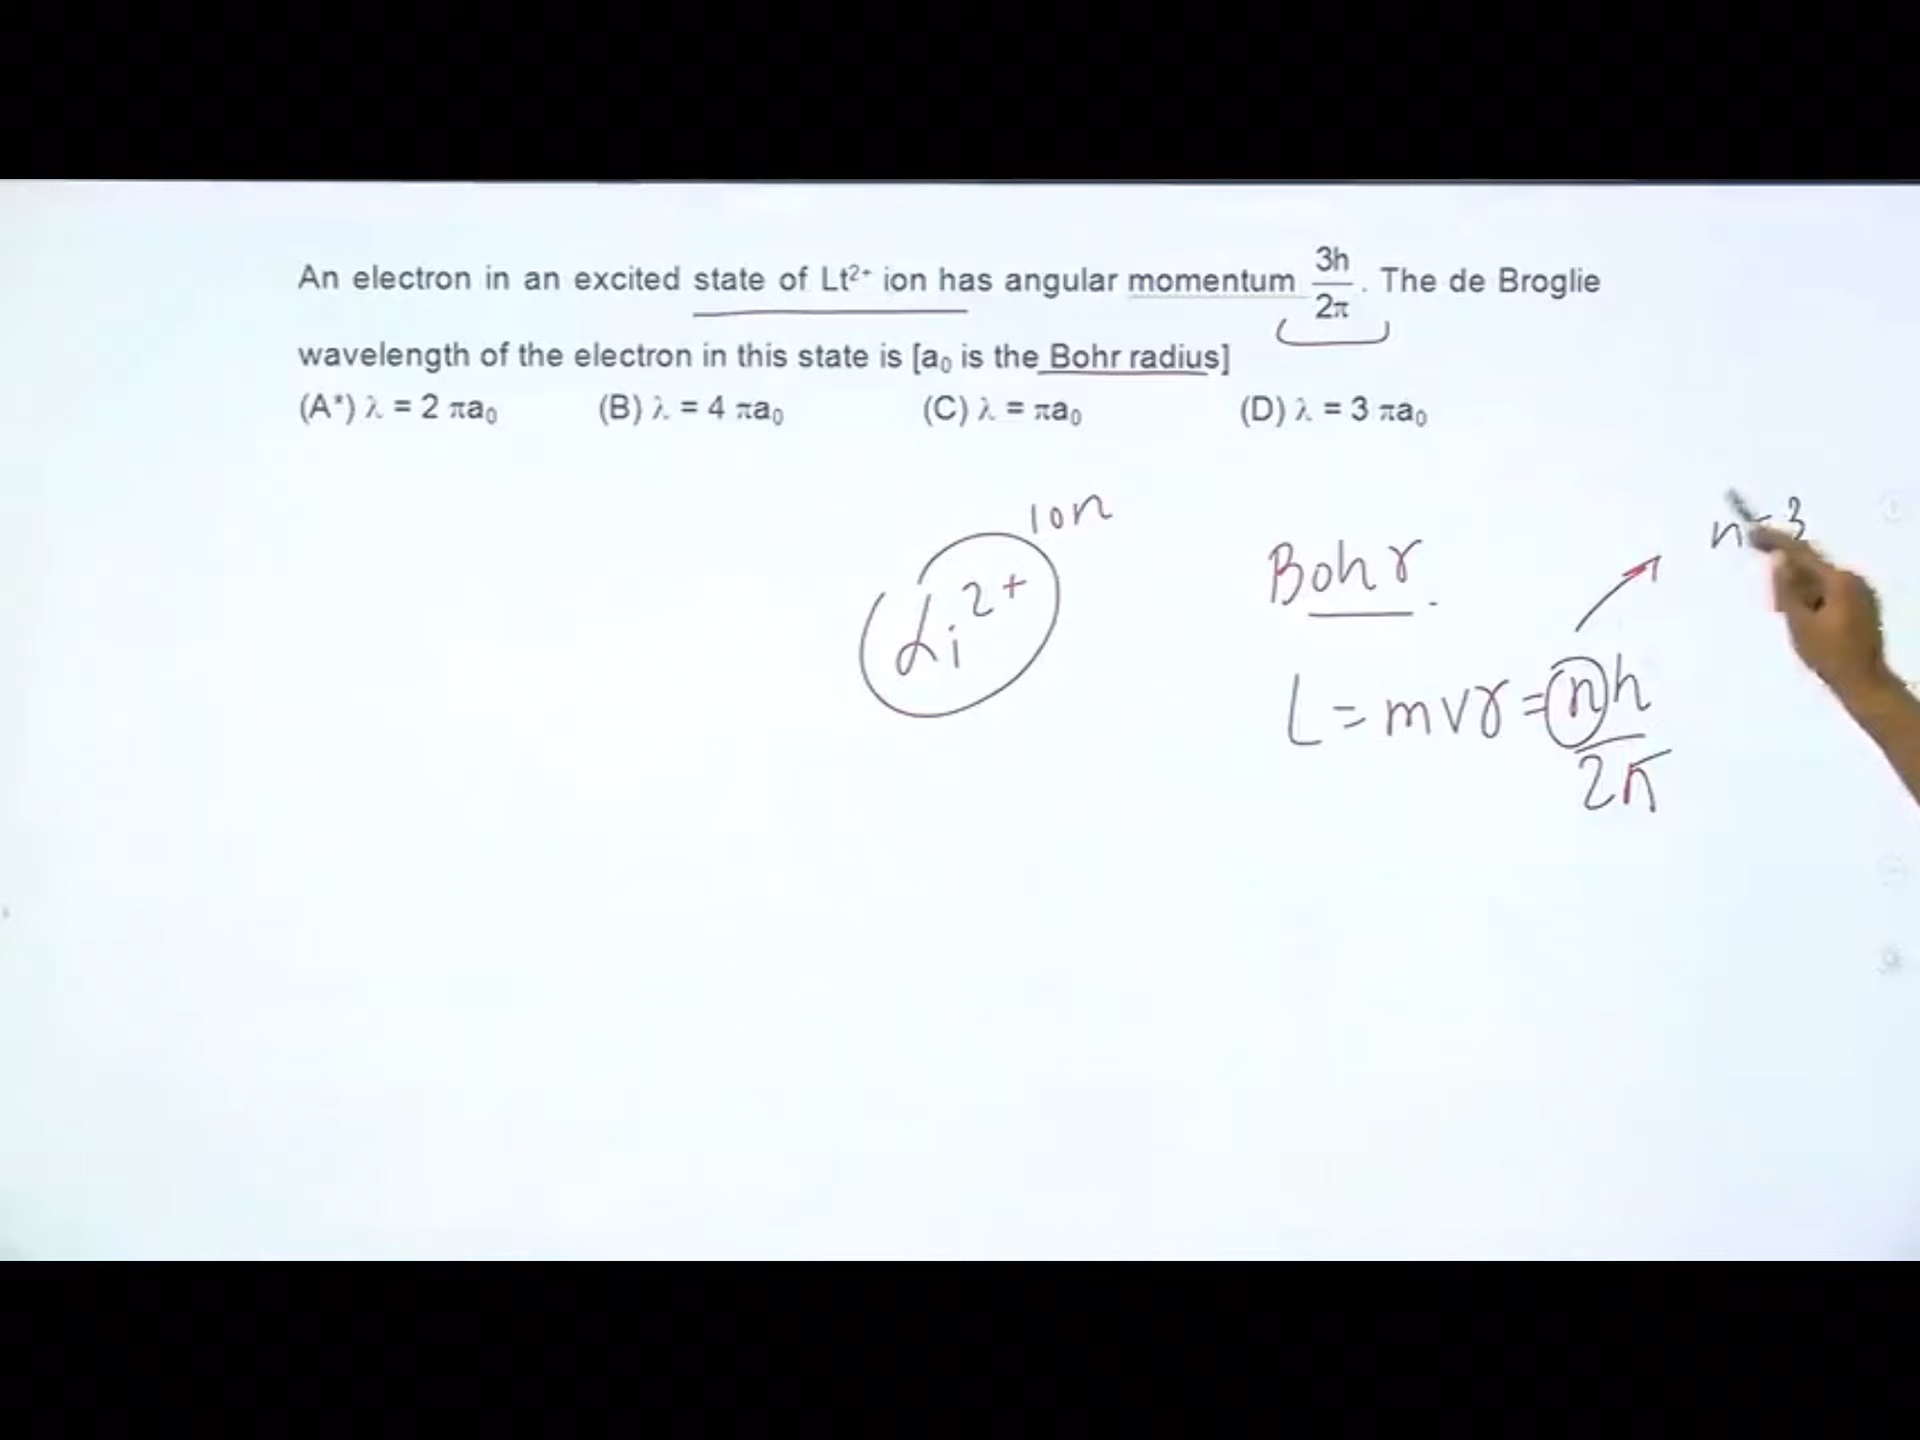 An electron in an excited state of Lt²⁺ ion has angular momentum 3h/2π. The de Broglie
wavelength of the electron in this state is [a₀ is the Bohr radius]
(A*) λ = 2 πa₀ (B) λ = 4 πa₀ (C) λ = πa₀ (D) λ = 3 πa₀
ion
Li²⁺
Bohr
n=3
L = mvr = nh/2π